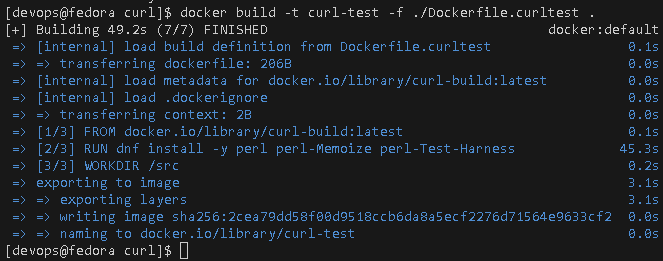 [devops@fedora curl]$ docker build -t curl-test -f ./Dockerfile.curltest .
[+] Building 49.2s (7/7) FINISHED docker:default
=> [internal] load build definition from Dockerfile.curltest 0.1s
=> => transferring dockerfile: 206B 0.0s
=> [internal] load metadata for docker.io/library/curl-build:latest 0.0s
=> [internal] load .dockerignore 0.0s
=> => transferring context: 2B 0.0s
=> [1/3] FROM docker.io/library/curl-build:latest 0.1s
=> [2/3] RUN dnf install -y perl perl-Memoize perl-Test-Harness 45.3s
=> [3/3] WORKDIR /src 0.2s
=> exporting to image 3.1s
=> => exporting layers 3.1s
=> => writing image sha256:2cea79dd58f00d9518ccb6da8a5ecf2276d71564e9633cf2 0.0s
=> => naming to docker.io/library/curl-test 0.0s
[devops@fedora curl]$